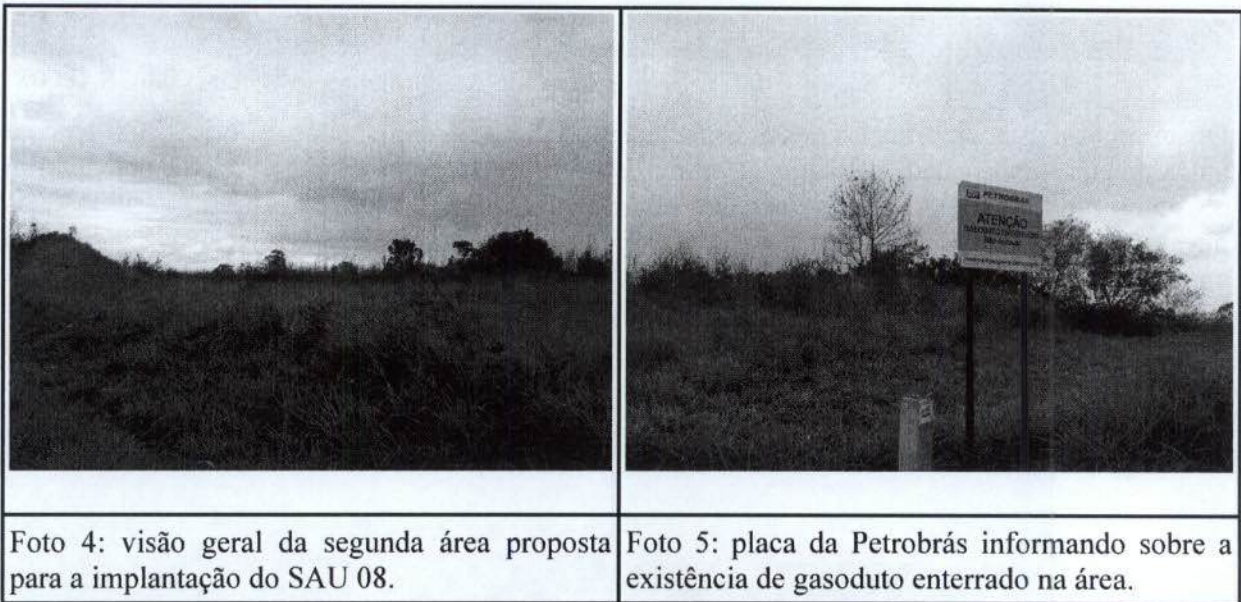 PETROBRÁS
ATENÇÃO
Foto 4: visão geral da segunda área proposta
para a implantação do SAU 08.
Foto 5: placa da Petrobrás informando sobre a
existência de gasoduto enterrado na área.